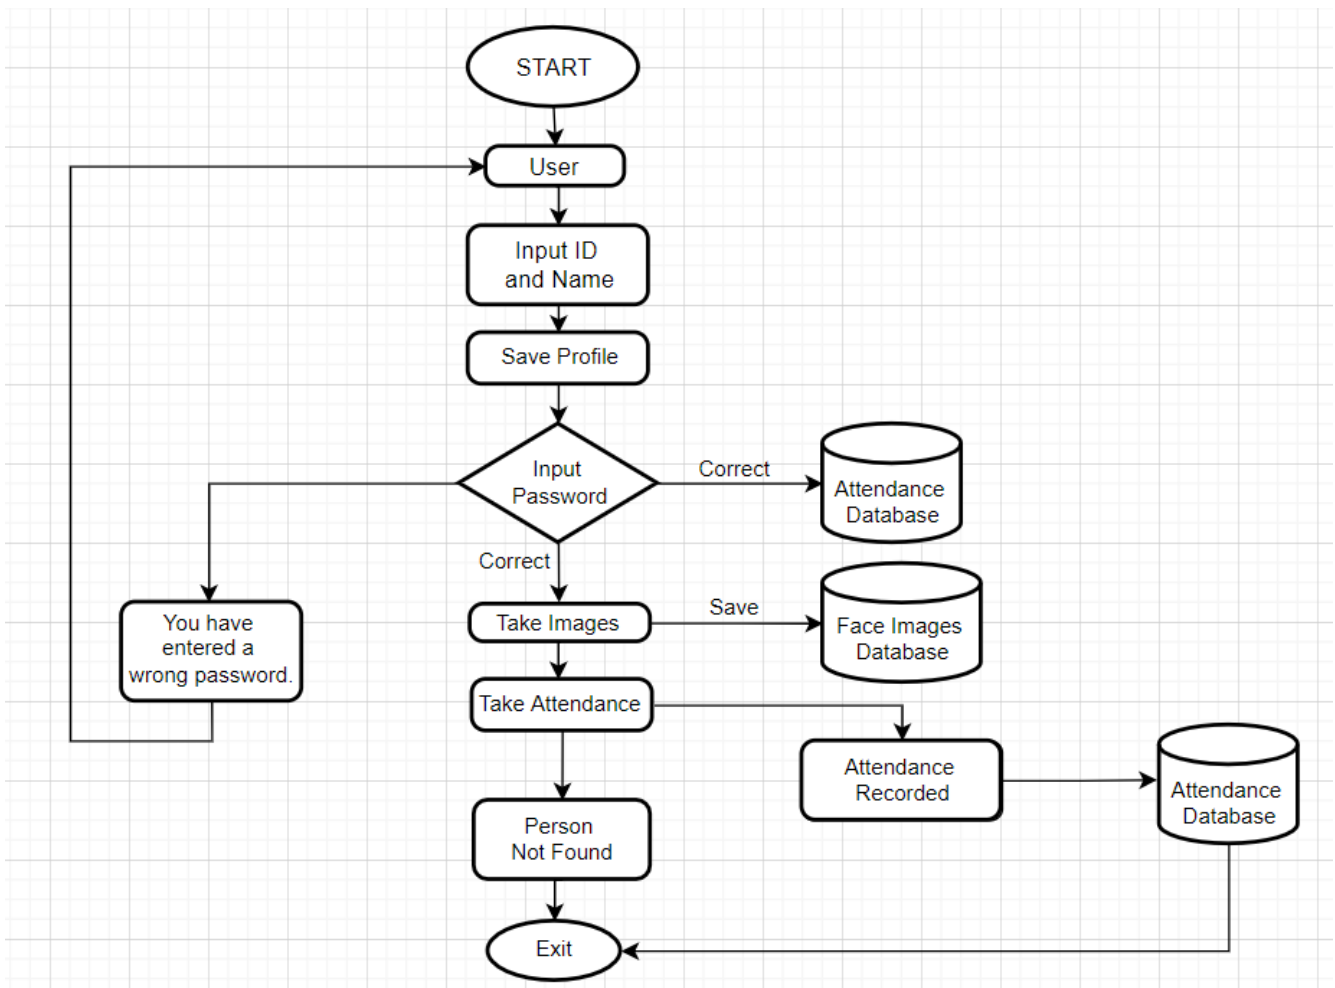 START
User
Input ID
and Name
Save Profile
Input
Password
Correct
Attendance
Database
Correct
You have
entered a
wrong password.
Take Images
Save
Face Images
Database
Take Attendance
Attendance
Recorded
Attendance
Database
Person
Not Found
Exit